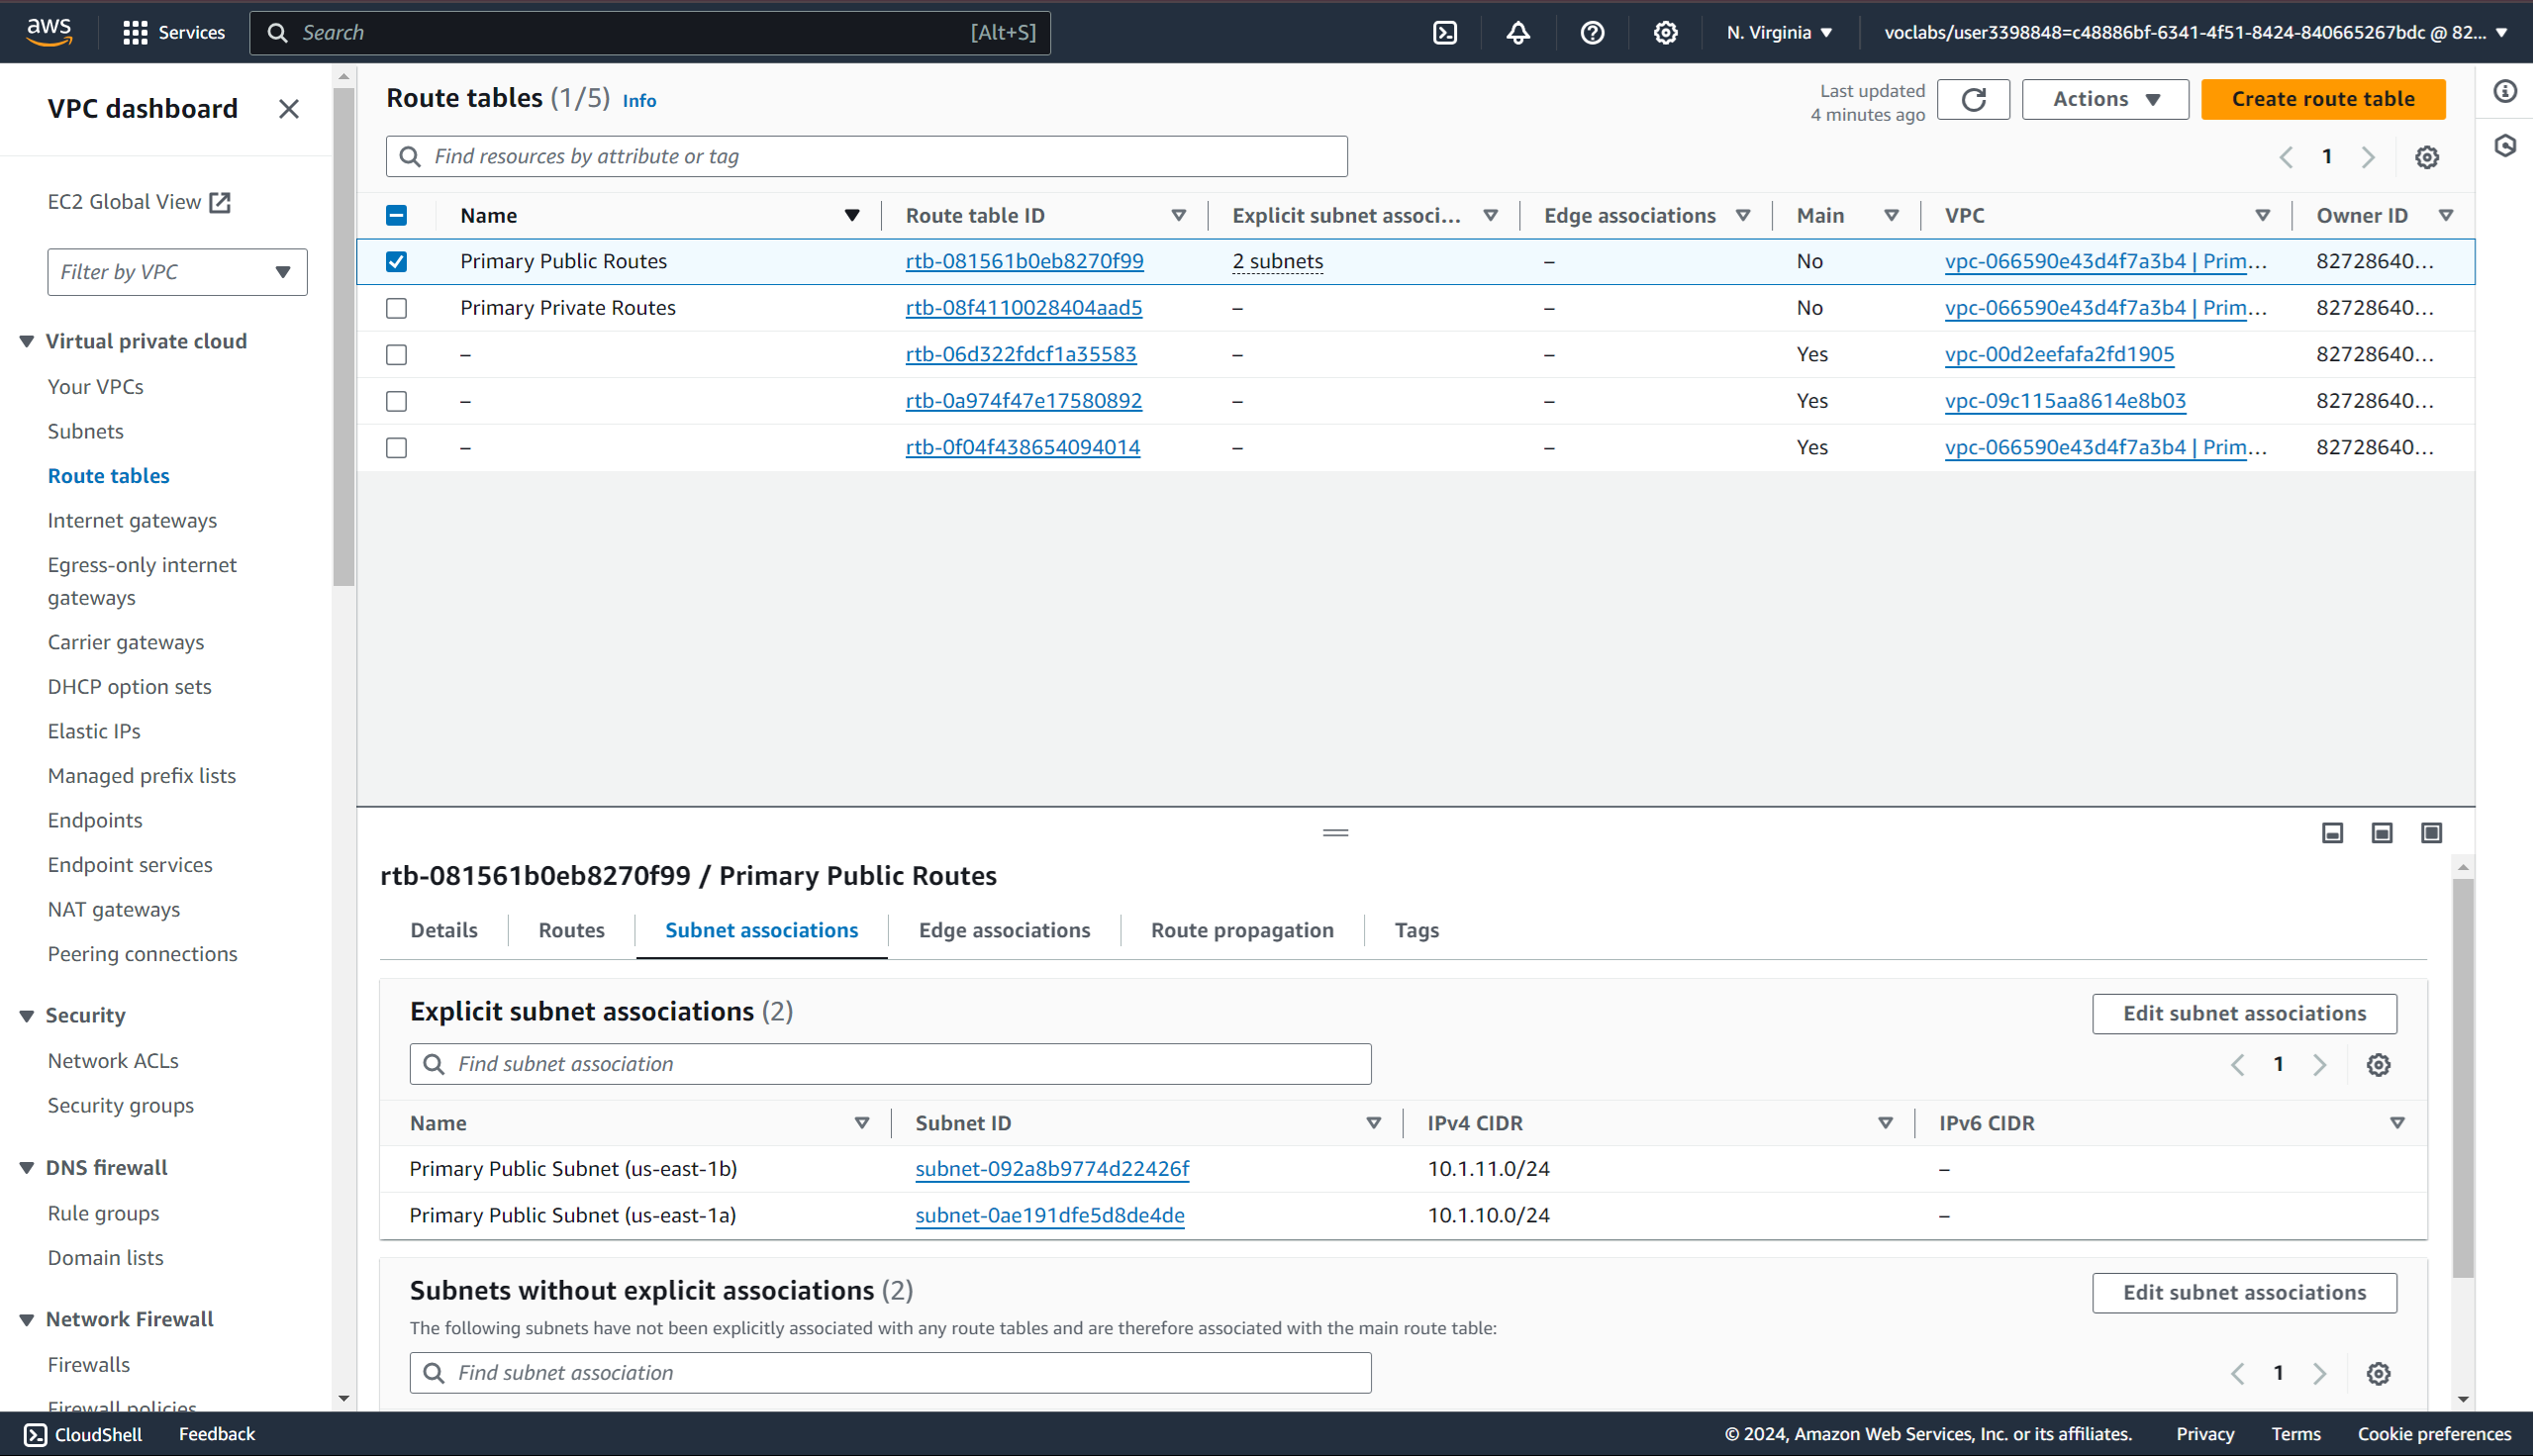 aws Services Search [Alt+S] N. Virginia voclabs/user3398848=c48886bf-6341-4f51-8424-840665267bdc @ 82...
VPC dashboard
EC2 Global View
Filter by VPC
Virtual private cloud
Your VPCs
Subnets
Route tables
Internet gateways
Egress-only internet
gateways
Carrier gateways
DHCP option sets
Elastic IPs
Managed prefix lists
Endpoints
Endpoint services
NAT gateways
Peering connections
Security
Network ACLs
Security groups
DNS firewall
Rule groups
Domain lists
Network Firewall
Firewalls
Firewall policies
Route tables (1/5) Info
Last updated
4 minutes ago
Actions
Create route table
Find resources by attribute or tag
1
Name Route table ID Explicit subnet associ... Edge associations Main VPC Owner ID
Primary Public Routes rtb-081561b0eb8270f99 2 subnets – No vpc-066590e43d4f7a3b4 | Prim... 82728640...
Primary Private Routes rtb-08f4110028404aad5 – – No vpc-066590e43d4f7a3b4 | Prim... 82728640...
– rtb-06d322fdcf1a35583 – – Yes vpc-00d2eefafa2fd1905 82728640...
– rtb-0a974f47e17580892 – – Yes vpc-09c115aa8614e8b03 82728640...
– rtb-0f04f438654094014 – – Yes vpc-066590e43d4f7a3b4 | Prim... 82728640...
rtb-081561b0eb8270f99 / Primary Public Routes
Details Routes Subnet associations Edge associations Route propagation Tags
Explicit subnet associations (2)
Edit subnet associations
Find subnet association
1
Name Subnet ID IPv4 CIDR IPv6 CIDR
Primary Public Subnet (us-east-1b) subnet-092a8b9774d22426f 10.1.11.0/24 –
Primary Public Subnet (us-east-1a) subnet-0ae191dfe5d8de4de 10.1.10.0/24 –
Subnets without explicit associations (2)
Edit subnet associations
The following subnets have not been explicitly associated with any route tables and are therefore associated with the main route table:
Find subnet association
1
CloudShell Feedback © 2024, Amazon Web Services, Inc. or its affiliates. Privacy Terms Cookie preferences